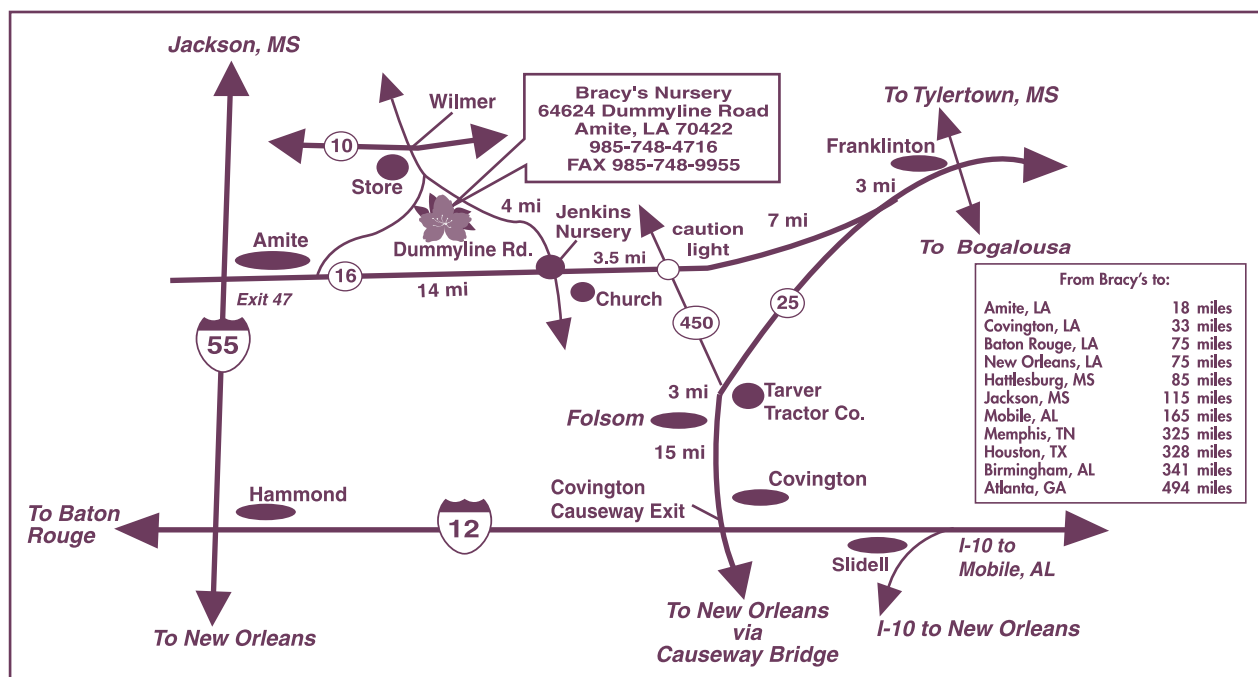 Jackson, MS
Wilmer
10
Store
Bracy's Nursery
64624 Dummyline Road
Amite, LA 70422
985-748-4716
FAX 985-748-9955
To Tylertown, MS
Franklinton
3 mi
7 mi
To Bogalousa
4 mi
Jenkins
Nursery
caution
light
Dummyline Rd.
3.5 mi
Amite
16
Exit 47
14 mi
Church
450
25
55
3 mi
Tarver
Tractor Co.
Folsom
15 mi
From Bracy's to:
Amite, LA 18 miles
Covington, LA 33 miles
Baton Rouge, LA 75 miles
New Orleans, LA 75 miles
Hattlesburg, MS 85 miles
Jackson, MS 115 miles
Mobile, AL 165 miles
Memphis, TN 325 miles
Houston, TX 328 miles
Birmingham, AL 341 miles
Atlanta, GA 494 miles
Hammond
Covington
Causeway Exit
Covington
To Baton
Rouge
12
Slidell
I-10 to
Mobile, AL
To New Orleans
To New Orleans
via
Causeway Bridge
I-10 to New Orleans